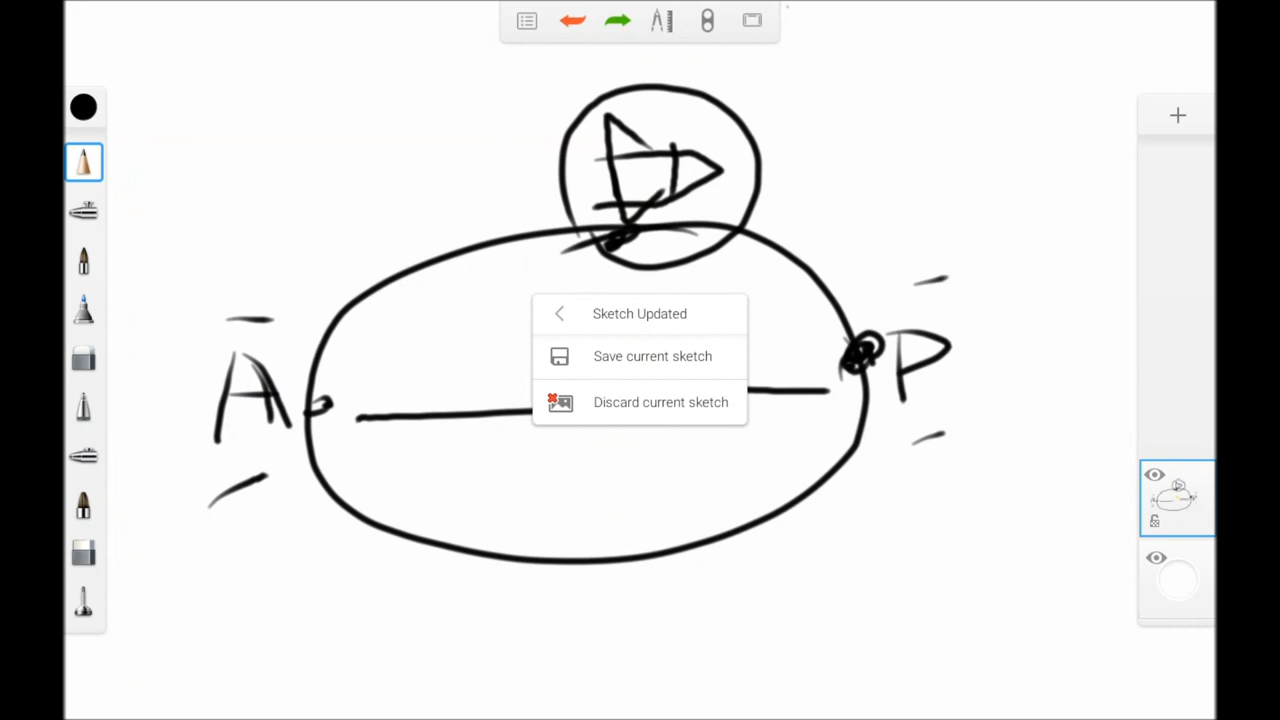 Sketch Updated
Save current sketch
Discard current sketch
A
P